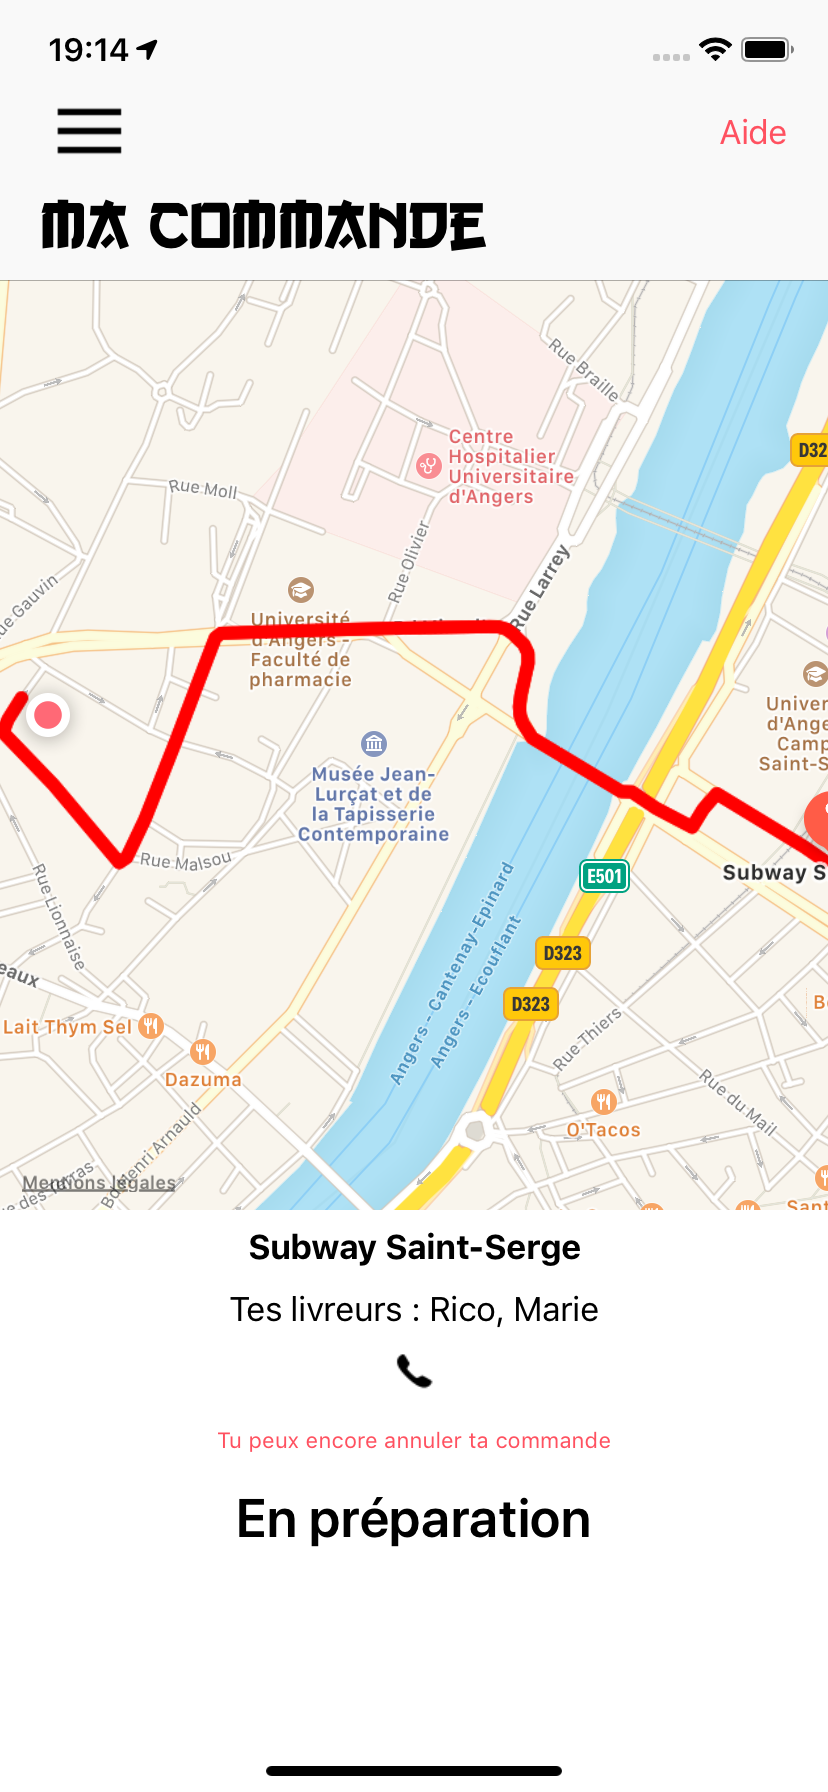 19:14
Aide
MA COMMANDE
Rue Braille
D32
Centre
Hospitalier
Universitaire
d'Angers
Rue Moll
Rue Olivier
Rue Larrey
ue Gauvin
Université
d'Angers -
Faculté de
pharmacie
Univer
d'Ange
Camp
Saint-S
Musée Jean-
Lurçat et de
la Tapisserie
Contemporaine
Rue Malsou
Subway S
E501
Rue Lionnaise
Angers - Cantenay-Epinard
Angers - Ecouflant
D323
D323
eaux
Lait Thym Sel
Dazuma
Rue Thiers
Rue du Mail
O'Tacos
Bd Henri Arnauld
Mentions légales
Sant
Subway Saint-Serge
Tes livreurs : Rico, Marie
Tu peux encore annuler ta commande
En préparation